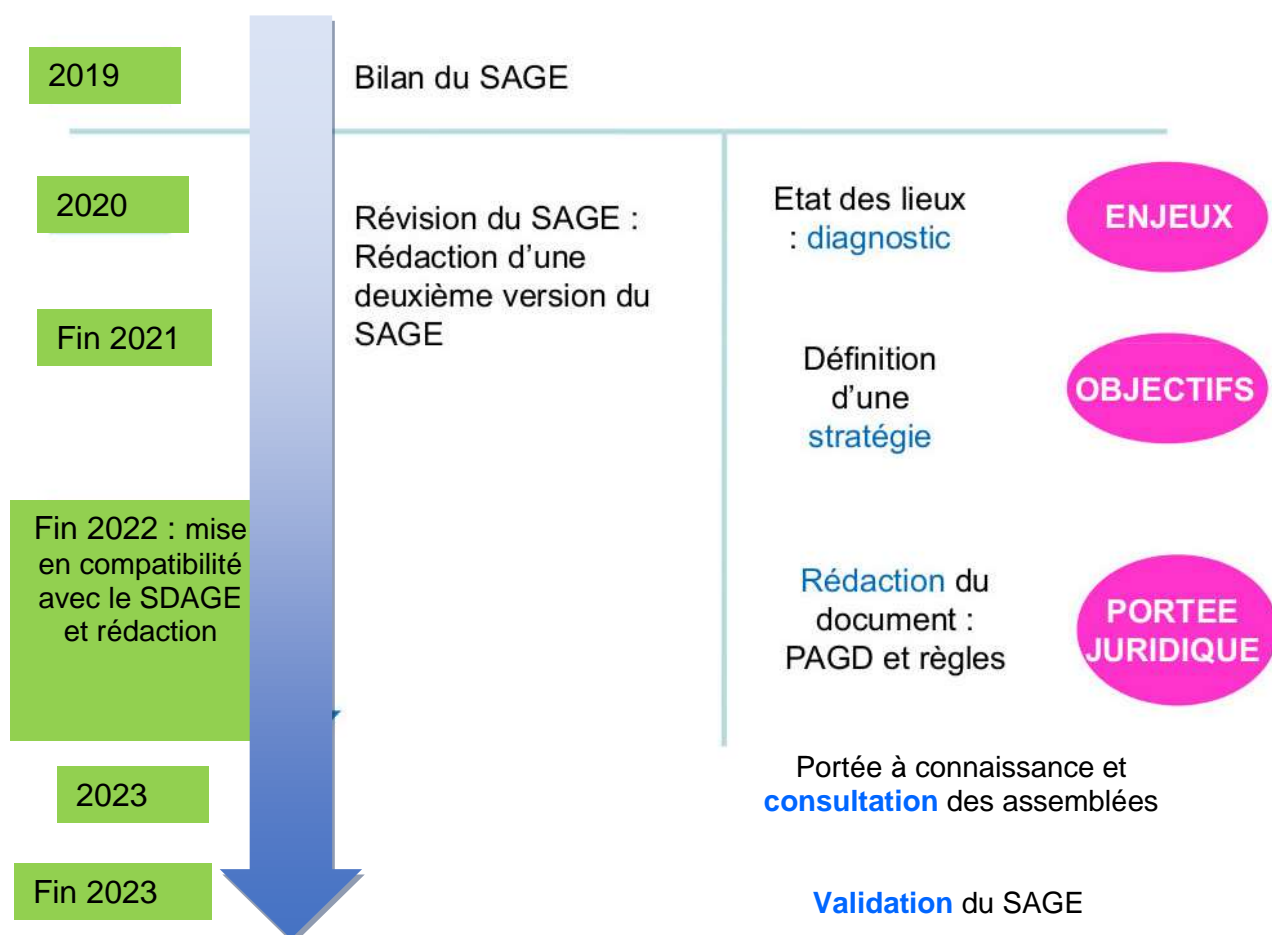 2019
Bilan du SAGE
2020
Révision du SAGE :
Rédaction d’une
deuxième version du
SAGE
Etat des lieux
: diagnostic
ENJEUX
Fin 2021
Définition
d’une
stratégie
OBJECTIFS
Fin 2022 : mise
en compatibilité
avec le SDAGE
et rédaction
Rédaction du
document :
PAGD et règles
PORTEE
JURIDIQUE
2023
Portée à connaissance et
consultation des assemblées
Fin 2023
Validation du SAGE